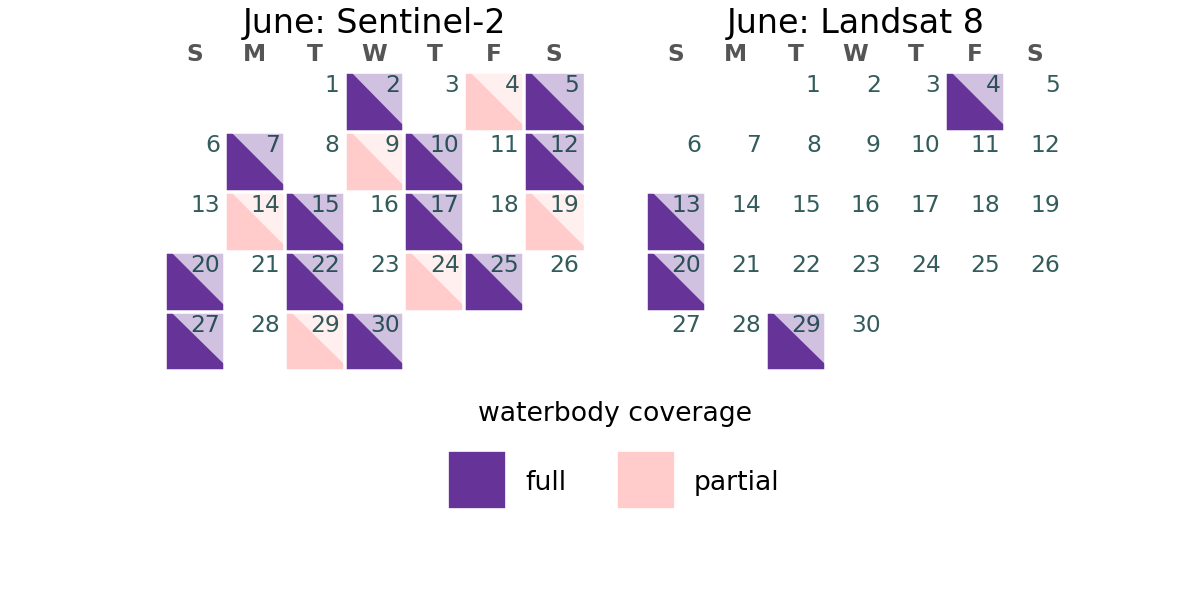 June: Sentinel-2
S M T W T F S
1 2 3 4 5
6 7 8 9 10 11 12
13 14 15 16 17 18 19
20 21 22 23 24 25 26
27 28 29 30
June: Landsat 8
S M T W T F S
1 2 3 4 5
6 7 8 9 10 11 12
13 14 15 16 17 18 19
20 21 22 23 24 25 26
27 28 29 30
waterbody coverage
full partial